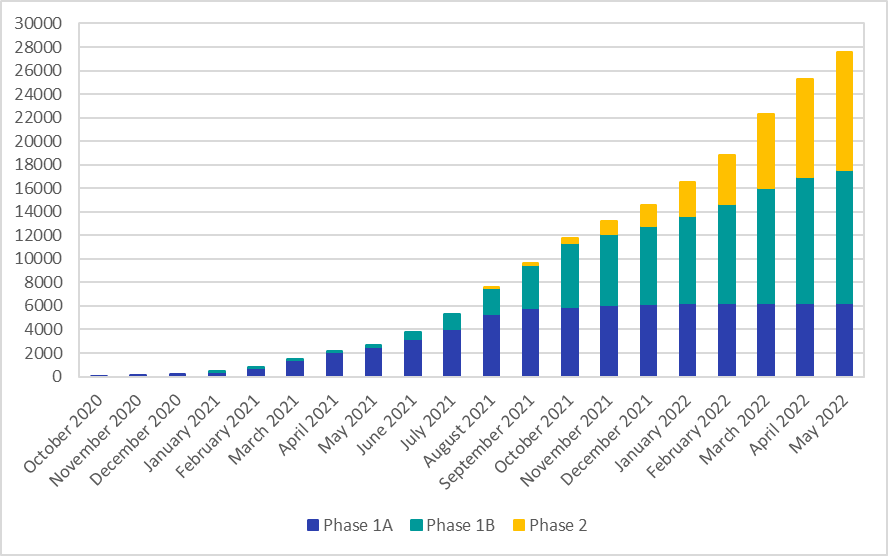 30000
28000
26000
24000
22000
20000
18000
16000
14000
12000
10000
8000
6000
4000
2000
0
October 2020
November 2020
December 2020
January 2021
February 2021
March 2021
April 2021
May 2021
June 2021
July 2021
August 2021
September 2021
October 2021
November 2021
December 2021
January 2022
February 2022
March 2022
April 2022
May 2022
Phase 1A Phase 1B Phase 2